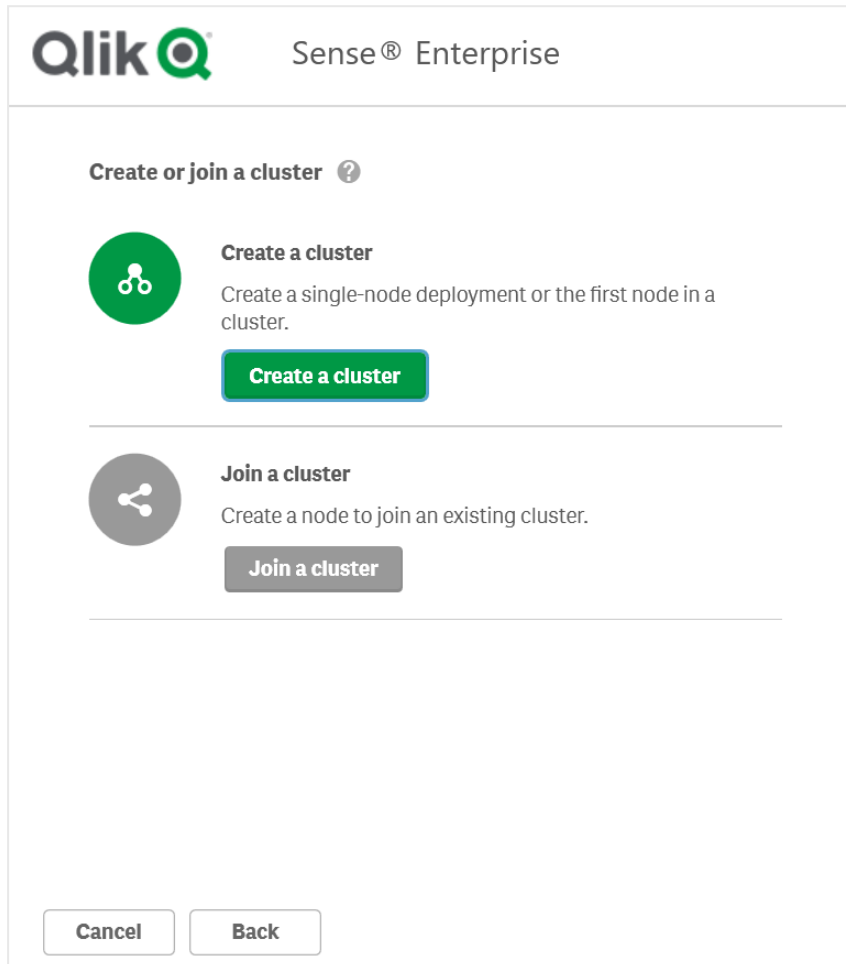 Qlik Sense® Enterprise
Create or join a cluster ?
Create a cluster
Create a single-node deployment or the first node in a
cluster.
Create a cluster
Join a cluster
Create a node to join an existing cluster.
Join a cluster
Cancel Back